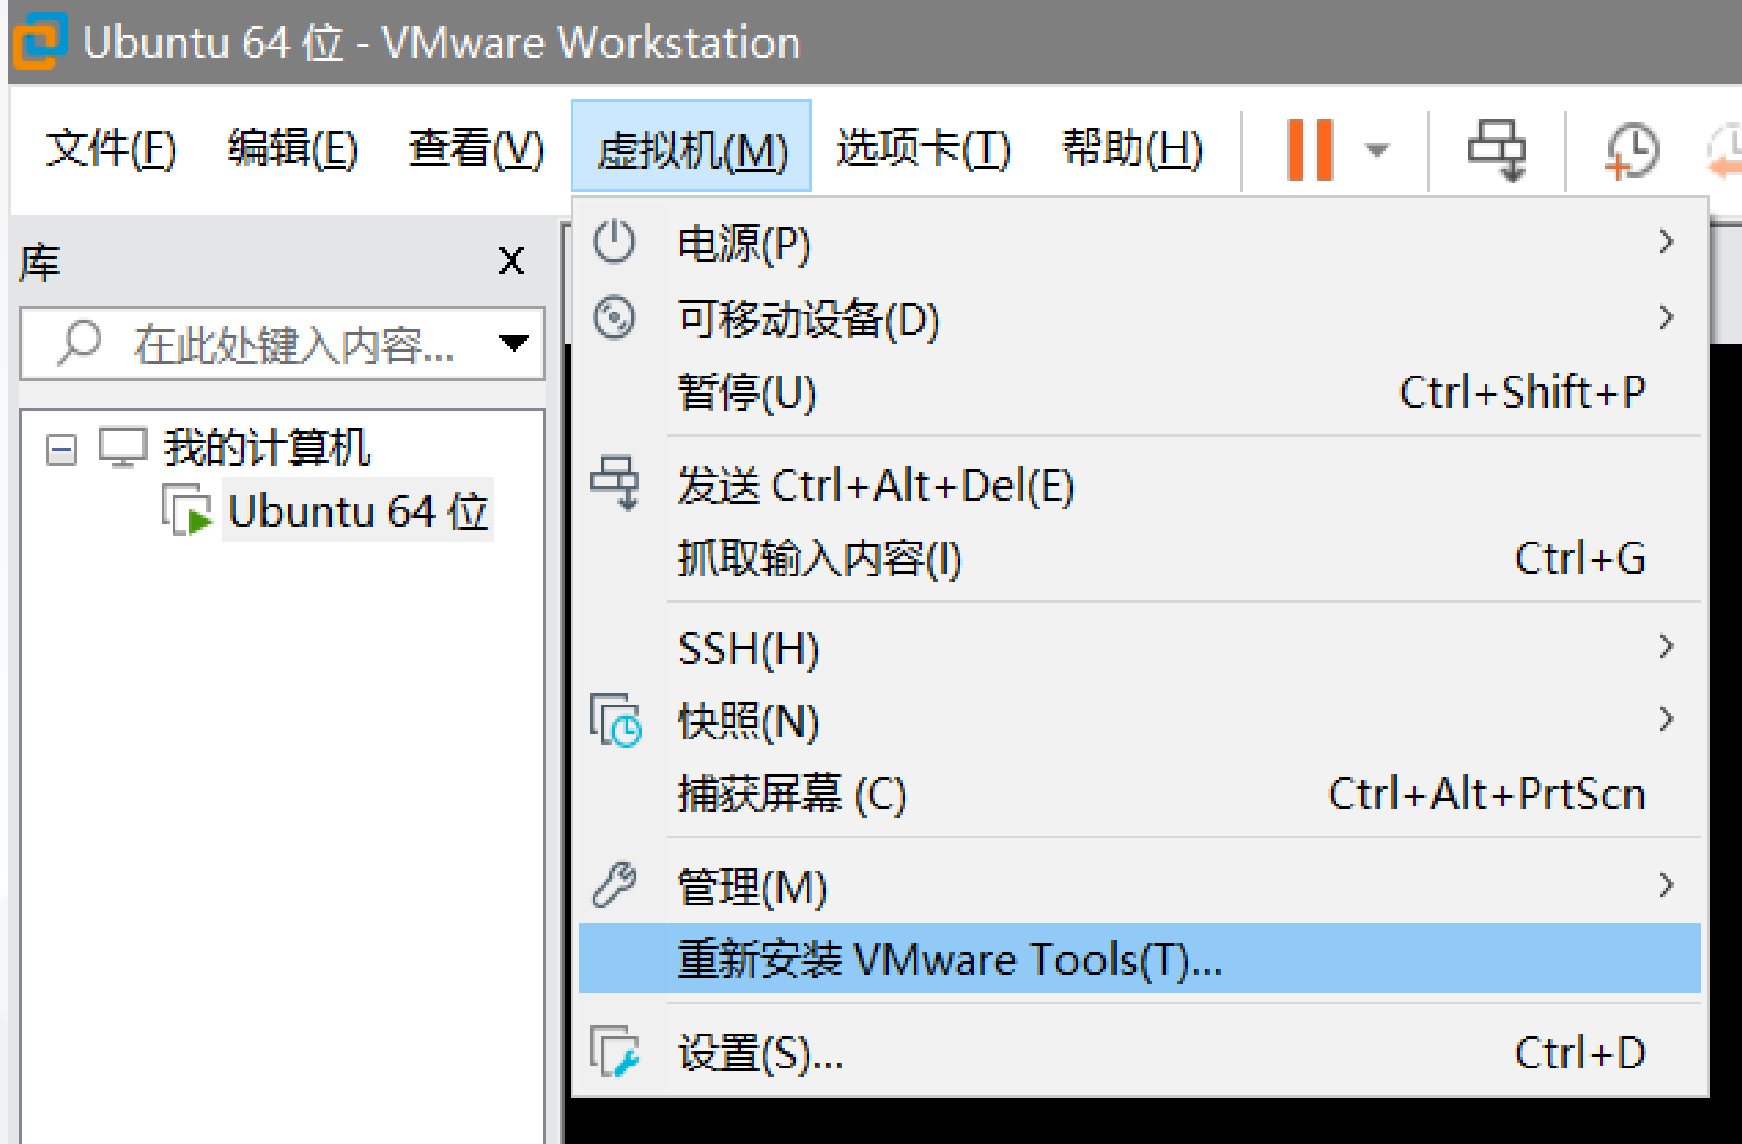 Ubuntu 64 位 - VMware Workstation
文件(F) 编辑(E) 查看(V) 虚拟机(M) 选项卡(T) 帮助(H)
库 X
在此处键入内容...
我的计算机
Ubuntu 64 位
电源(P)
可移动设备(D)
暂停(U) Ctrl+Shift+P
发送 Ctrl+Alt+Del(E)
抓取输入内容(I) Ctrl+G
SSH(H)
快照(N)
捕获屏幕 (C) Ctrl+Alt+PrtScn
管理(M)
重新安装 VMware Tools(T)...
设置(S)... Ctrl+D